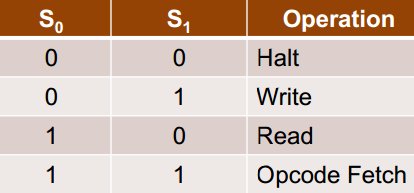 S₀ S₁ Operation
0 0 Halt
0 1 Write
1 0 Read
1 1 Opcode Fetch